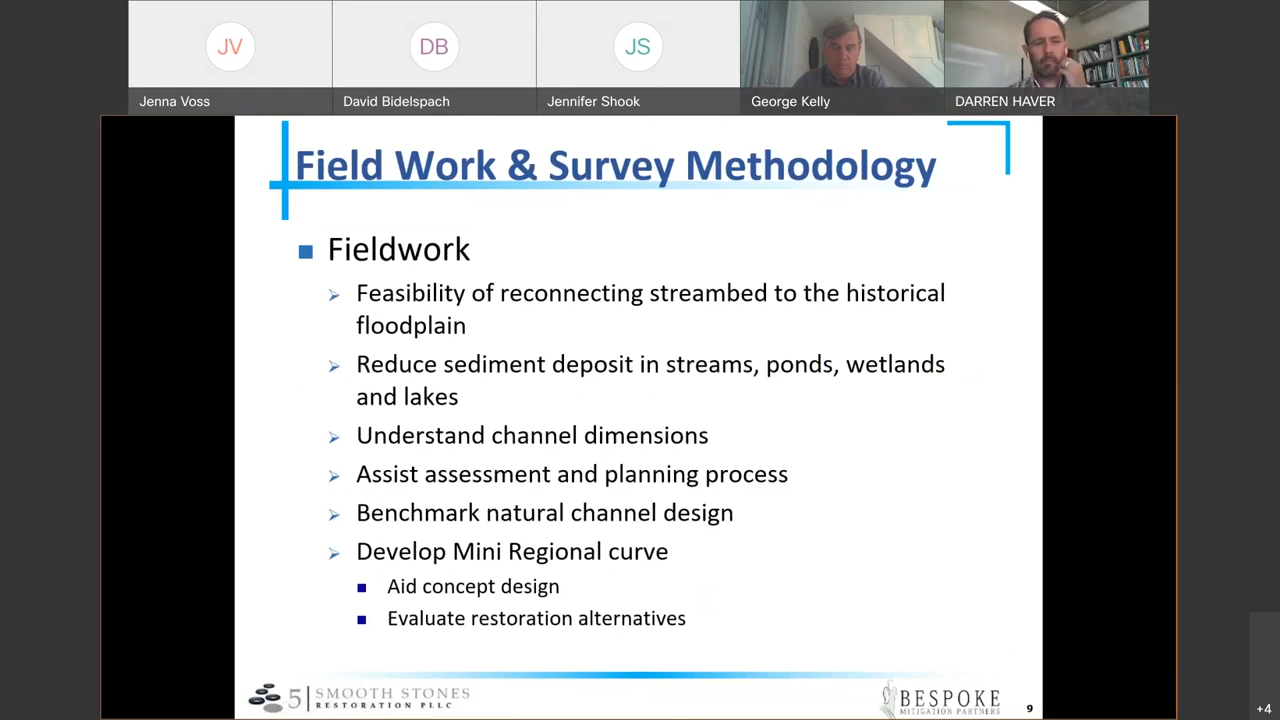 JV
DB
JS
Jenna Voss
David Bidelspach
Jennifer Shook
George Kelly
DARREN HAVER
Field Work & Survey Methodology
Fieldwork
Feasibility of reconnecting streambed to the historical
floodplain
Reduce sediment deposit in streams, ponds, wetlands
and lakes
Understand channel dimensions
Assist assessment and planning process
Benchmark natural channel design
Develop Mini Regional curve
Aid concept design
Evaluate restoration alternatives
5 SMOOTH STONES
RESTORATION PLLC
BESPOKE
MITIGATION PARTNERS
9
+4